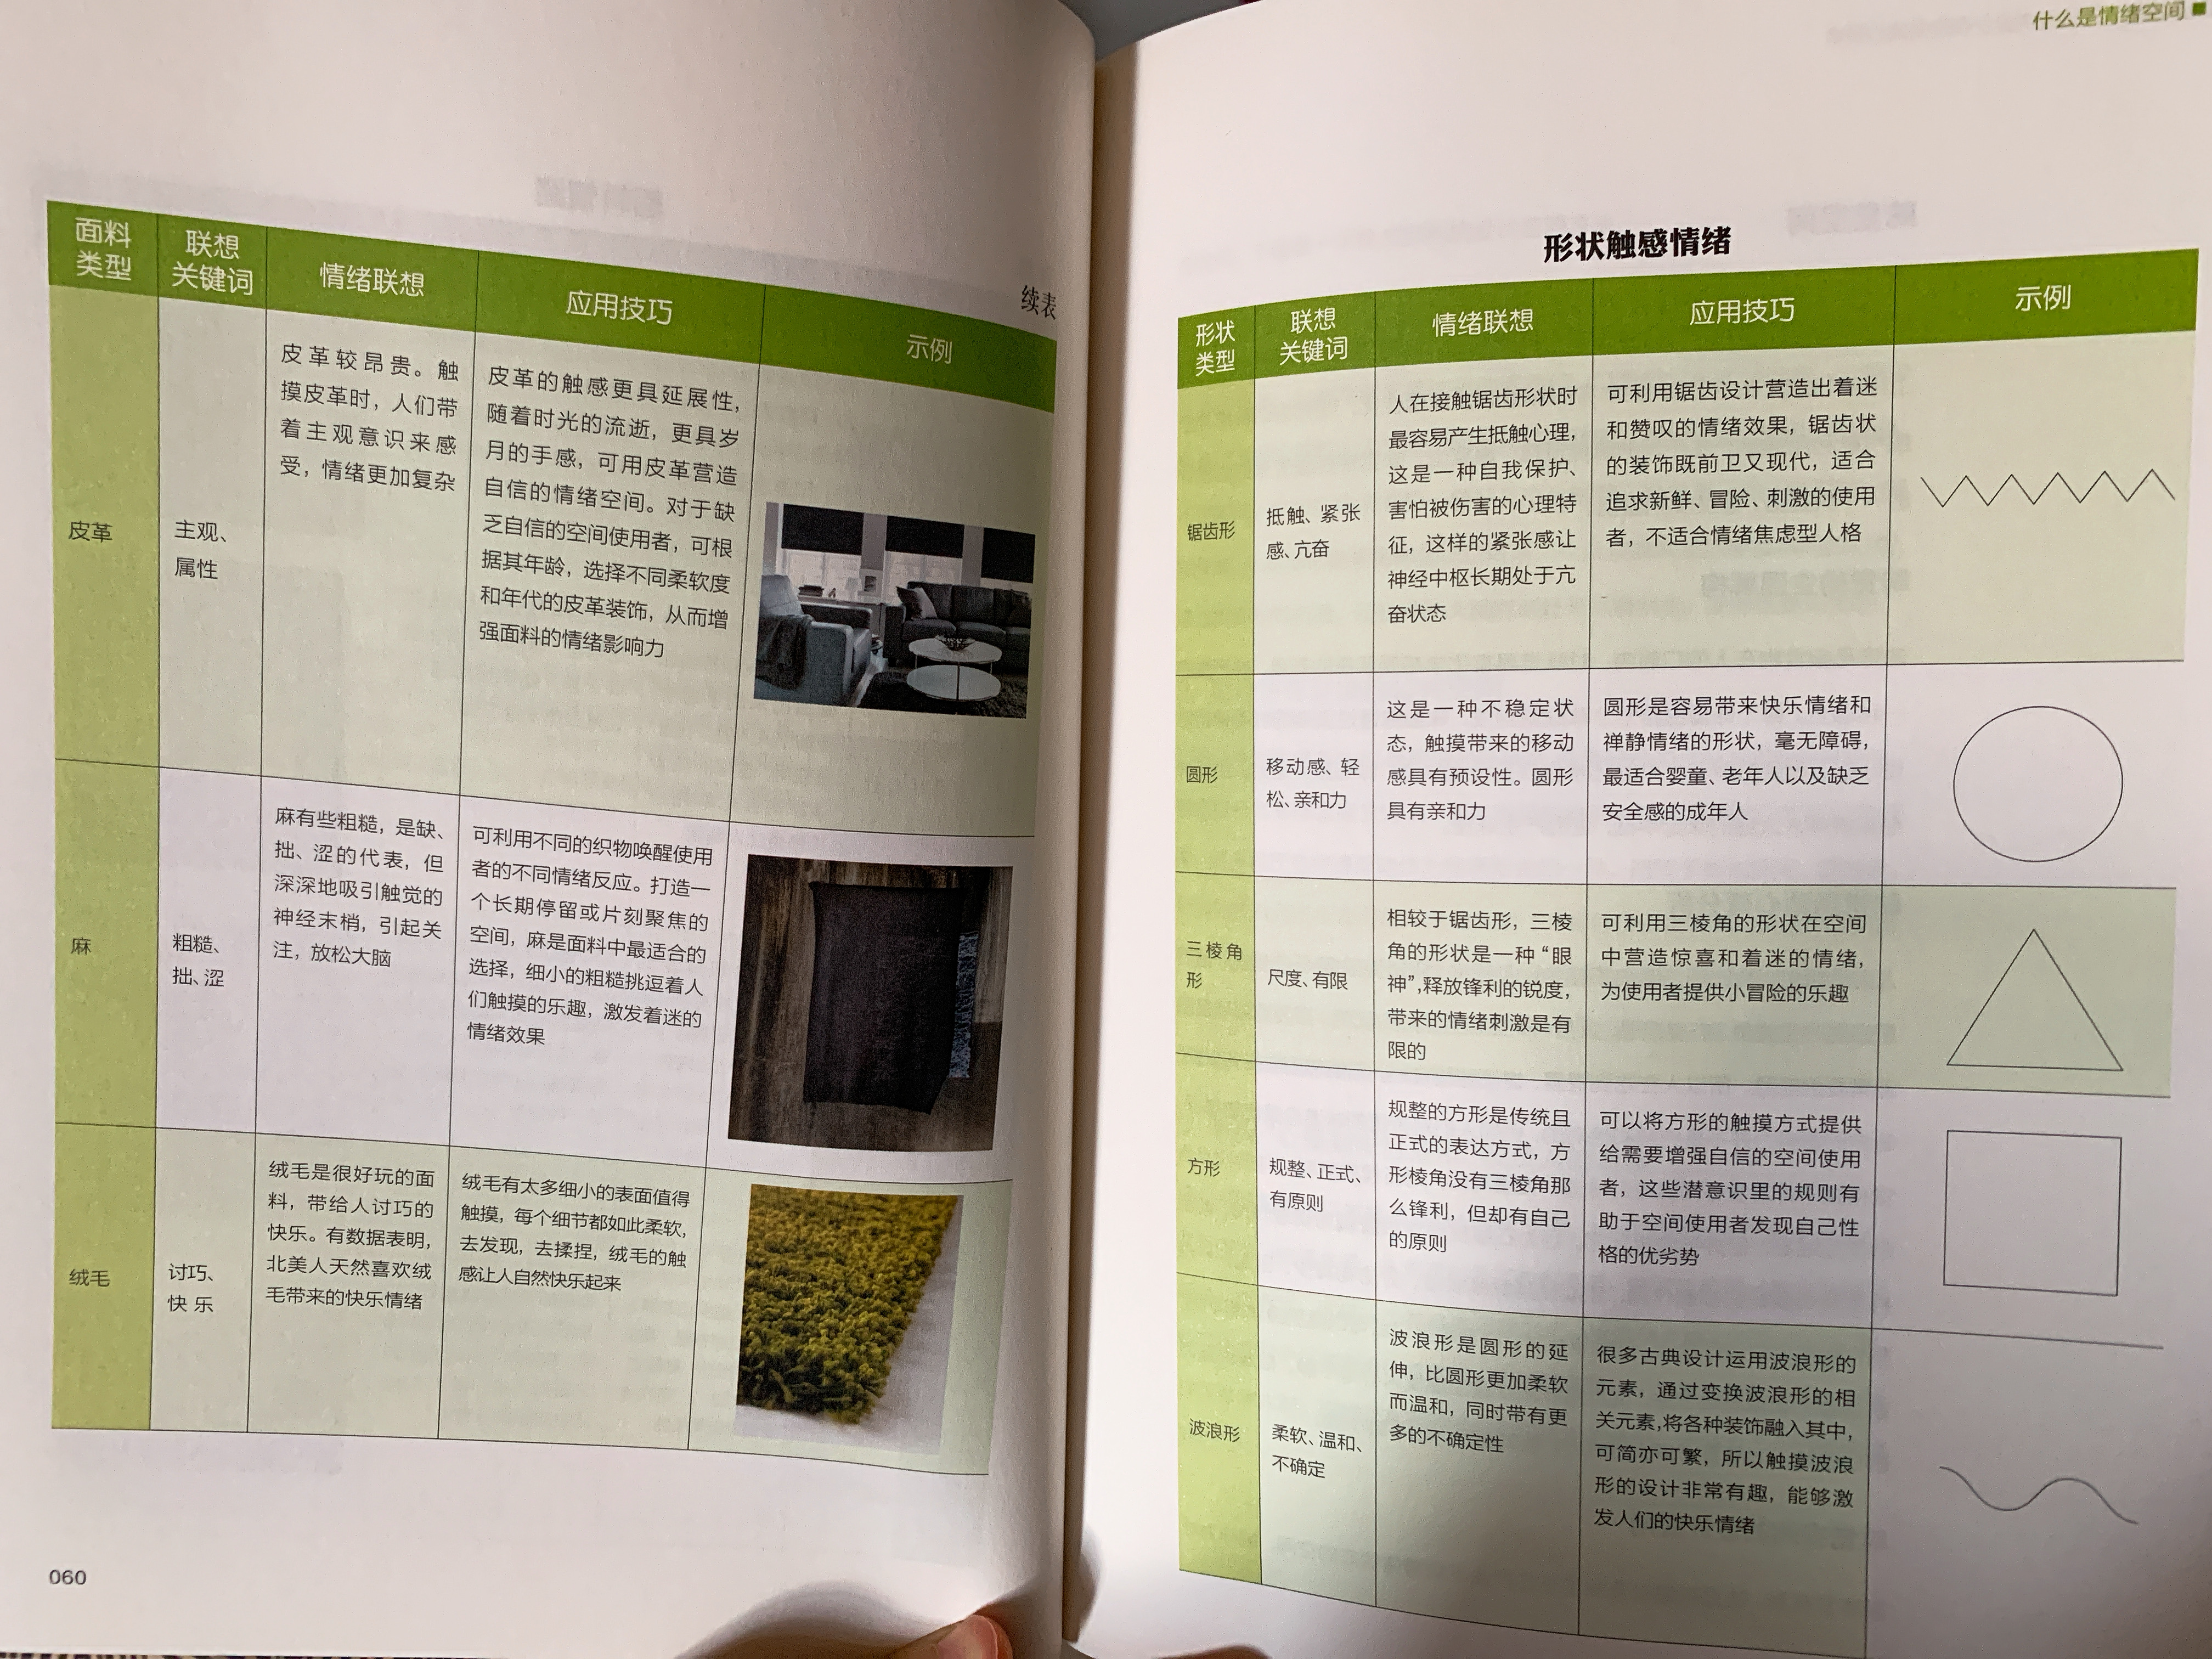 续表
面料
类型
联想
关键词
情绪联想
应用技巧
示例
皮革
主观、
属性
皮革较昂贵。触
摸皮革时，人们带
着主观意识来感
受，情绪更加复杂
皮革的触感更具延展性，
随着时光的流逝，更具岁
月的手感，可用皮革营造
自信的情绪空间。对于缺
乏自信的空间使用者，可根
据其年龄，选择不同柔软度
和年代的皮革装饰，从而增
强面料的情绪影响力
麻
粗糙、
拙、涩
麻有些粗糙，是缺、
拙、涩的代表，但
深深地吸引触觉的
神经末梢，引起关
注，放松大脑
可利用不同的织物唤醒使用
者的不同情绪反应。打造一
个长期停留或片刻聚焦的
空间，麻是面料中最适合的
选择，细小的粗糙挑逗着人
们触摸的乐趣，激发着迷的
情绪效果
绒毛
讨巧、
快 乐
绒毛是很好玩的面
料，带给人讨巧的
快乐。有数据表明，
北美人天然喜欢绒
毛带来的快乐情绪
绒毛有太多细小的表面值得
触摸，每个细节都如此柔软，
去发现，去揉捏，绒毛的触
感让人自然快乐起来
060
什么是情绪空间
形状触感情绪
形状
类型
联想
关键词
情绪联想
应用技巧
示例
锯齿形
抵触、紧张
感、亢奋
人在接触锯齿形状时
最容易产生抵触心理，
这是一种自我保护、
害怕被伤害的心理特
征，这样的紧张感让
神经中枢长期处于亢
奋状态
可利用锯齿设计营造出着迷
和赞叹的情绪效果，锯齿状
的装饰既前卫又现代，适合
追求新鲜、冒险、刺激的使用
者，不适合情绪焦虑型人格
圆形
移动感、轻
松、亲和力
这是一种不稳定状
态，触摸带来的移动
感具有预设性。圆形
具有亲和力
圆形是容易带来快乐情绪和
禅静情绪的形状，毫无障碍，
最适合婴童、老年人以及缺乏
安全感的成年人
三棱角
形
尺度、有限
相较于锯齿形，三棱
角的形状是一种“眼
神”，释放锋利的锐度，
带来的情绪刺激是有
限的
可利用三棱角的形状在空间
中营造惊喜和着迷的情绪，
为使用者提供小冒险的乐趣
方形
规整、正式、
有原则
规整的方形是传统且
正式的表达方式，方
形棱角没有三棱角那
么锋利，但却有自己
的原则
可以将方形的触摸方式提供
给需要增强自信的空间使用
者，这些潜意识里的规则有
助于空间使用者发现自己性
格的优劣势
波浪形
柔软、温和、
不确定
波浪形是圆形的延
伸，比圆形更加柔软
而温和，同时带有更
多的不确定性
很多古典设计运用波浪形的
元素，通过变换波浪形的相
关元素，将各种装饰融入其中，
可简亦可繁，所以触摸波浪
形的设计非常有趣，能够激
发人们的快乐情绪